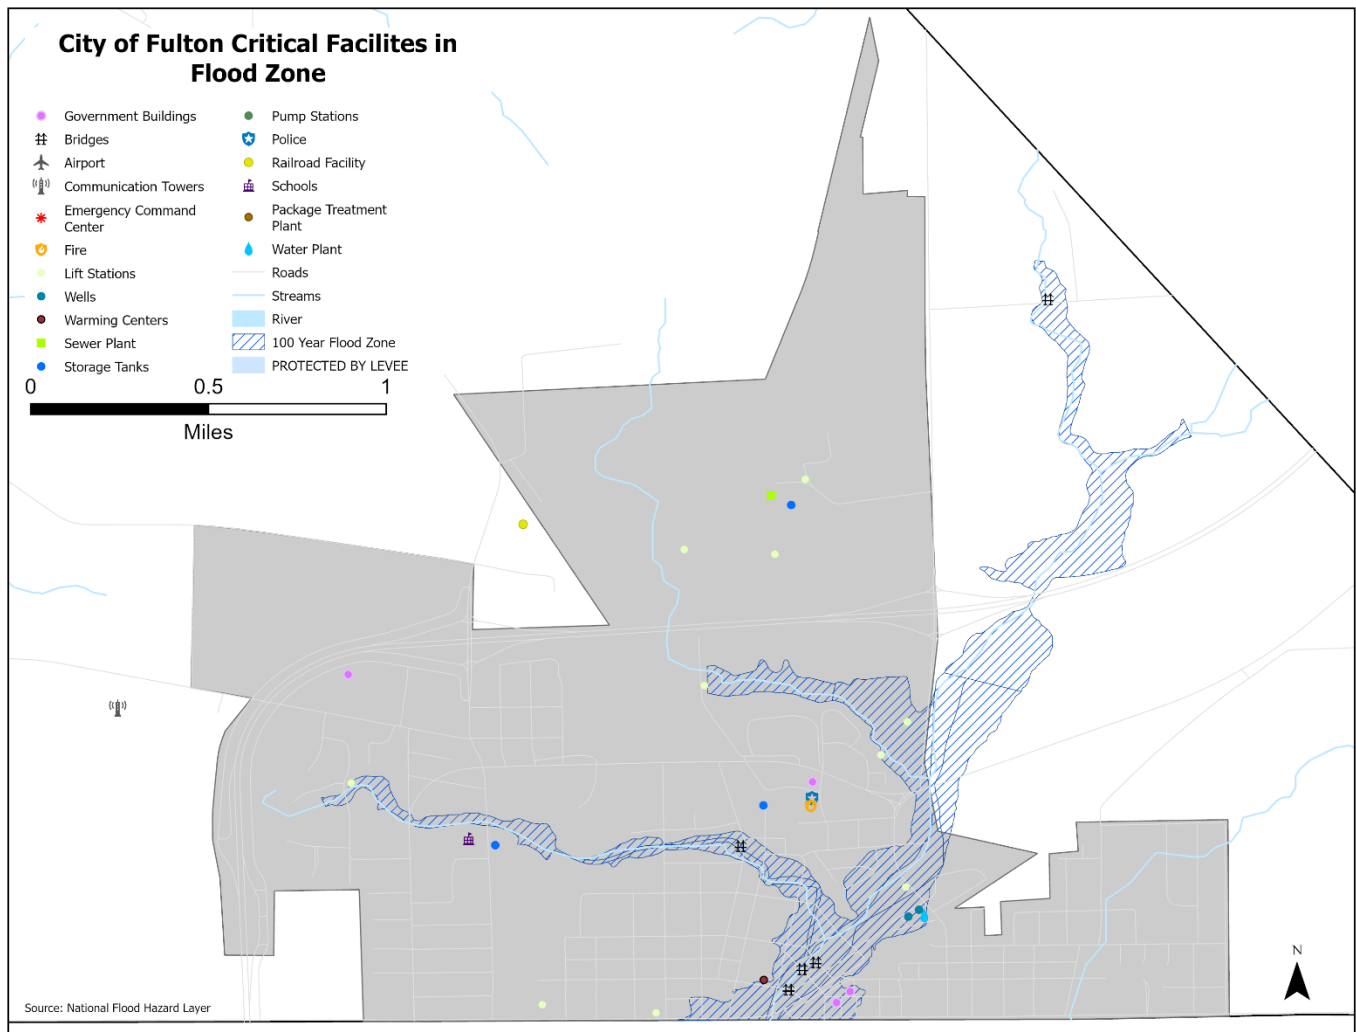 City of Fulton Critical Facilites in
Flood Zone
Government Buildings
Bridges
Airport
Communication Towers
Emergency Command
Center
Fire
Lift Stations
Wells
Warming Centers
Sewer Plant
Storage Tanks
Pump Stations
Police
Railroad Facility
Schools
Package Treatment
Plant
Water Plant
Roads
Streams
River
100 Year Flood Zone
PROTECTED BY LEVEE
0 0.5 1
Miles
N
Source: National Flood Hazard Layer